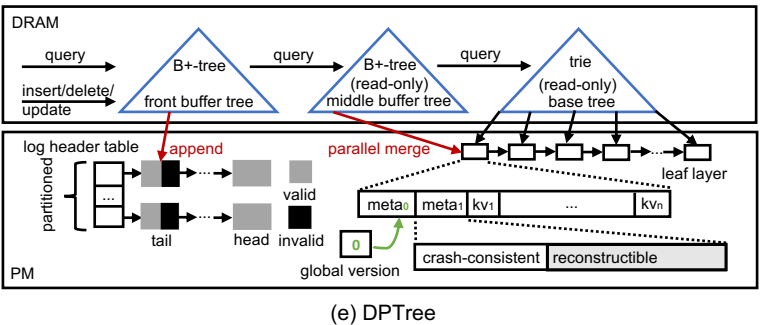 DRAM
query
insert/delete/
update
B+-tree
front buffer tree
query
B+-tree
(read-only)
middle buffer tree
query
trie
(read-only)
base tree
PM
log header table
append
parallel merge
partitioned
...
tail
head
valid
invalid
leaf layer
meta0
meta1
kv1
...
kvn
0
global version
crash-consistent
reconstructible
(e) DPTree